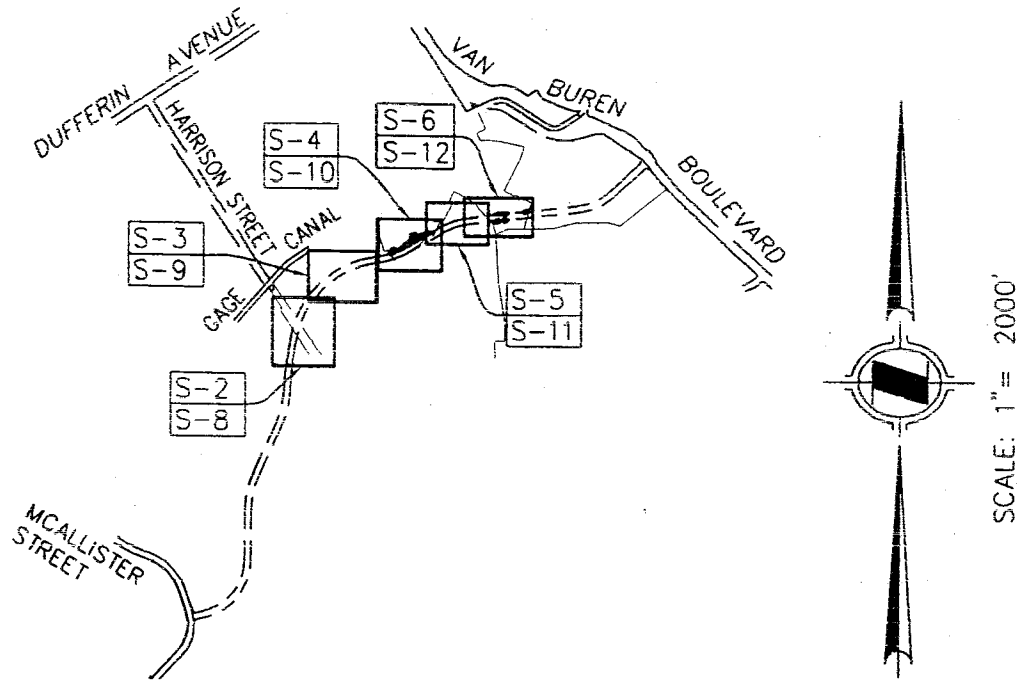 DUFFERIN AVENUE
HARRISON STREET
VAN BUREN BOULEVARD
S-6
S-12
S-4
S-10
S-3
S-9
GAGE CANAL
S-5
S-11
S-2
S-8
MCALLISTER
STREET
SCALE: 1"= 2000'